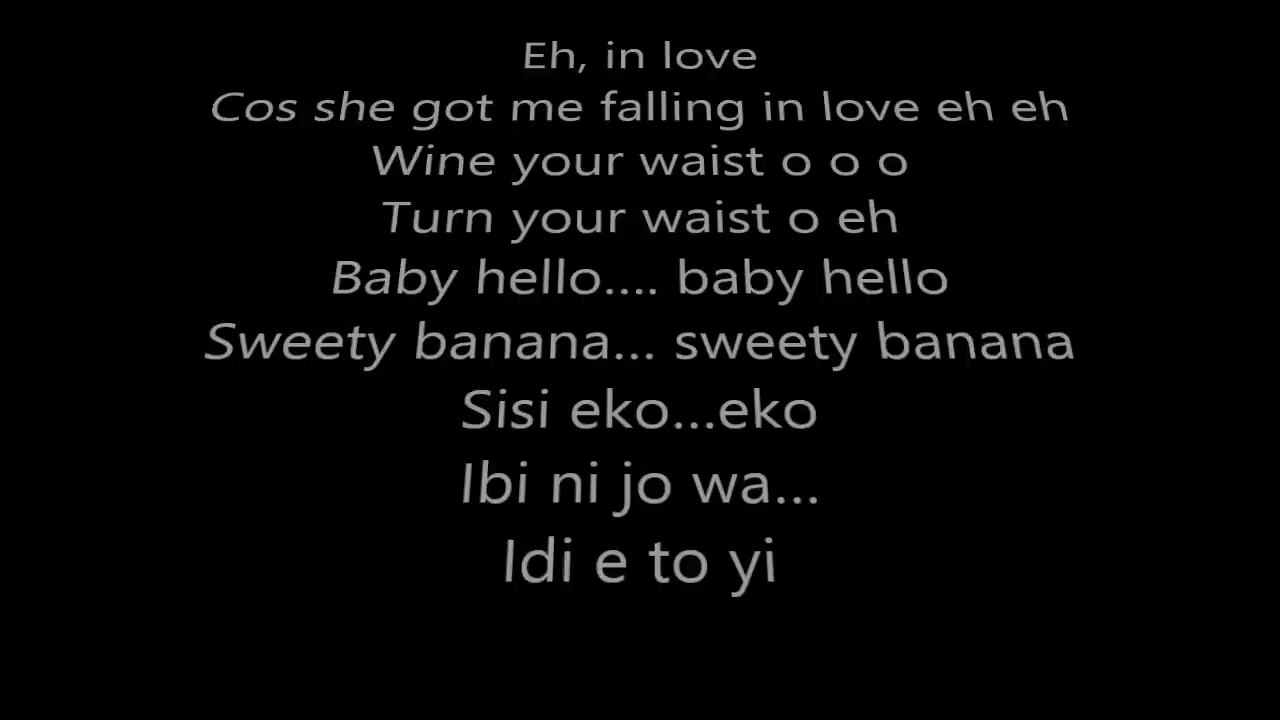 Eh, in love
Cos she got me falling in love eh eh
Wine your waist o o o
Turn your waist o eh
Baby hello.... baby hello
Sweety banana... sweety banana
Sisi eko...eko
Ibi ni jo wa...
Idi e to yi